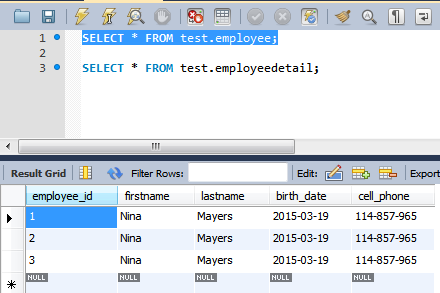 1 SELECT * FROM test.employee;
2
3 SELECT * FROM test.employeedetail;
Result Grid Filter Rows: Edit: Export
employee_id firstname lastname birth_date cell_phone
1 Nina Mayers 2015-03-19 114-857-965
2 Nina Mayers 2015-03-19 114-857-965
3 Nina Mayers 2015-03-19 114-857-965
NULL NULL NULL NULL NULL